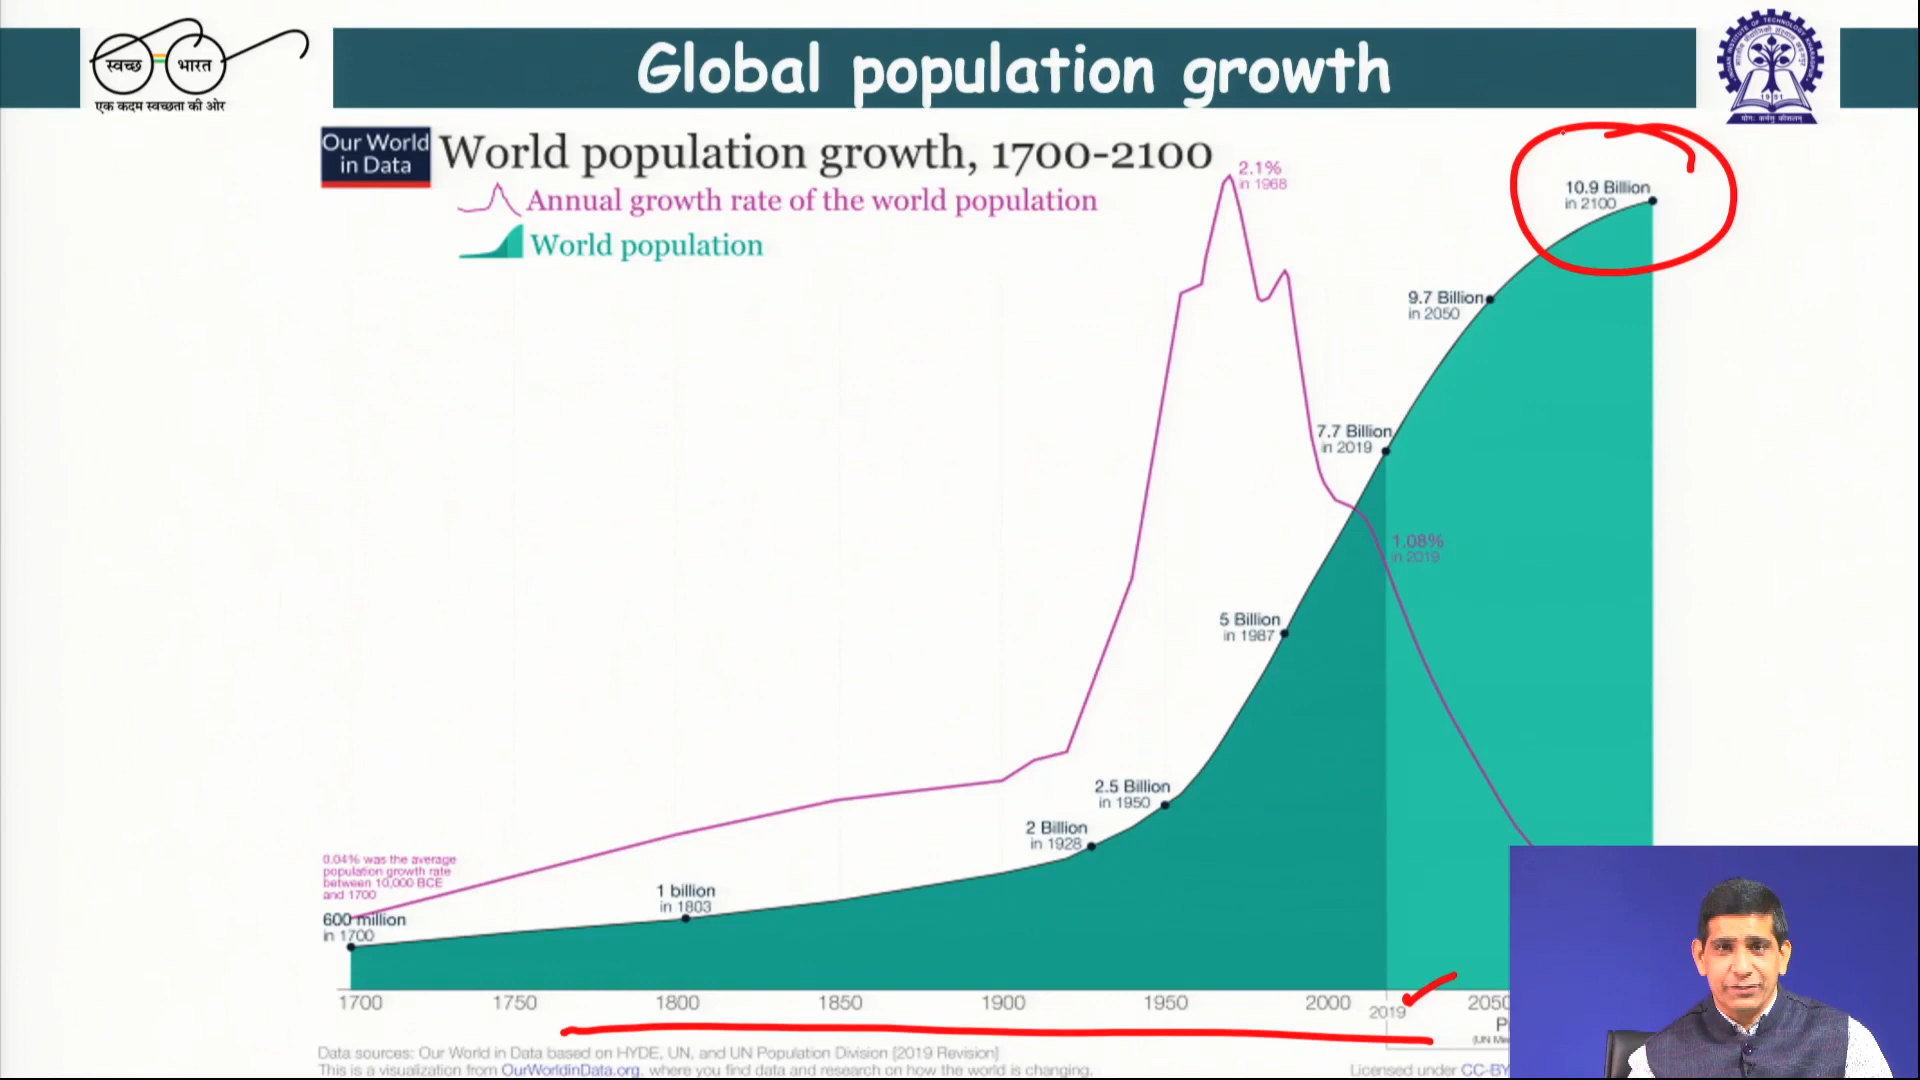 स्वच्छ भारत
एक कदम स्वच्छता की ओर
Global population growth
1951
योगः कर्मसु कौशलम्
Our World
in Data
World population growth, 1700-2100
Annual growth rate of the world population
World population
2.1%
in 1968
10.9 Billion
in 2100
9.7 Billion
in 2050
7.7 Billion
in 2019
1.08%
in 2019
5 Billion
in 1987
2.5 Billion
in 1950
2 Billion
in 1928
1 billion
in 1803
0.04% was the average
population growth rate
between 10,000 BCE
and 1700
600 million
in 1700
1700 1750 1800 1850 1900 1950 2000 2019 2050
Data sources: Our World in Data based on HYDE, UN, and UN Population Division [2019 Revision]
This is a visualization from OurWorldinData.org, where you find data and research on how the world is changing.
Licensed under CC-BY